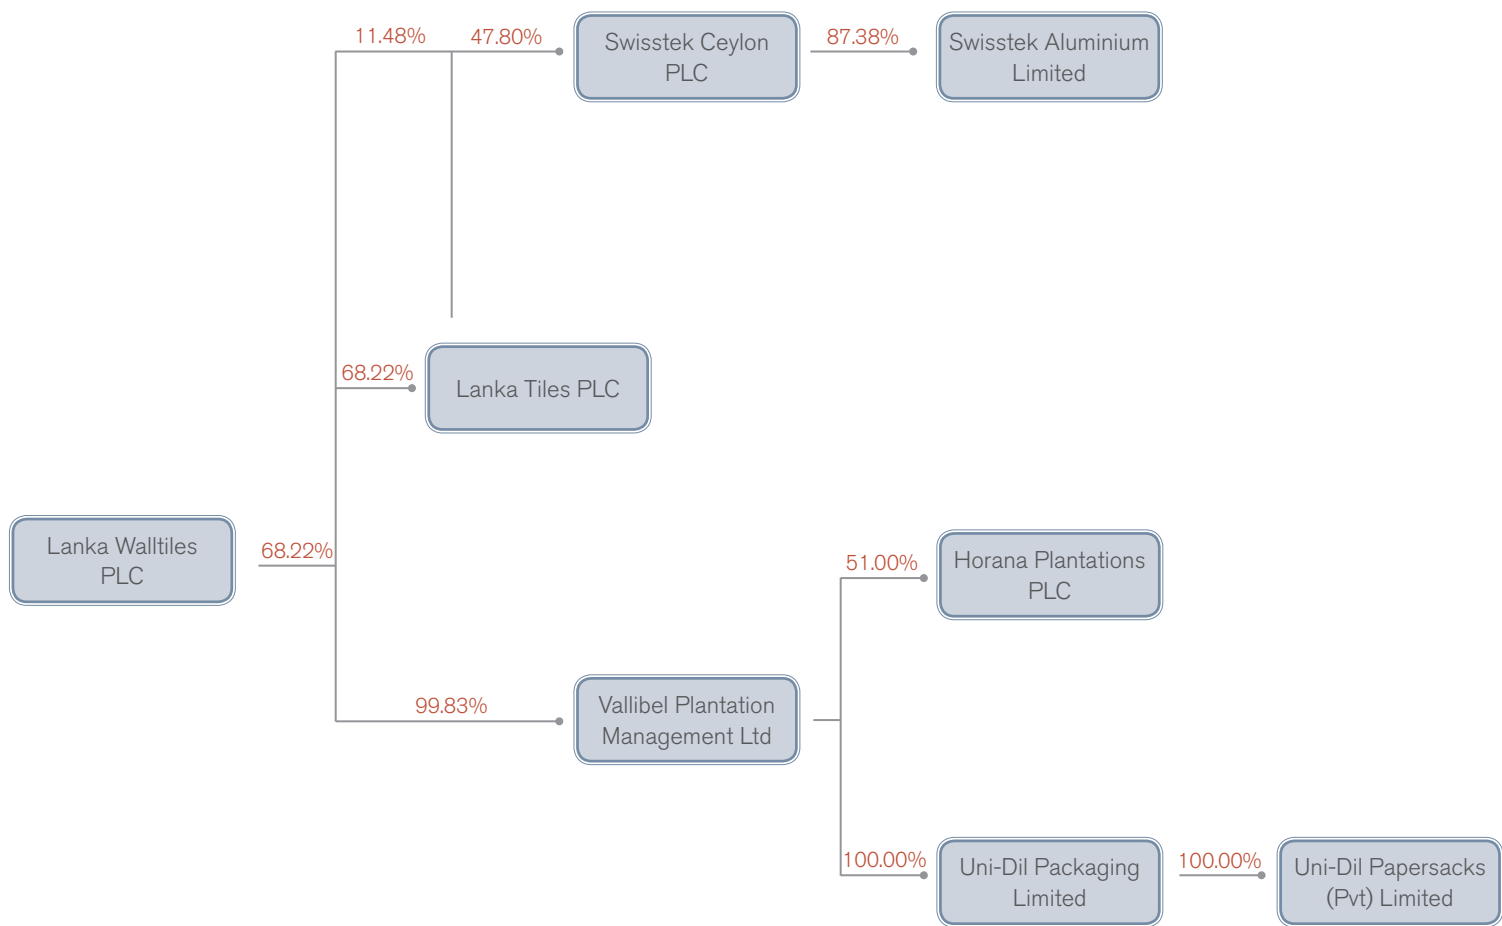 11.48%
47.80%
Swisstek Ceylon
PLC
87.38%
Swisstek Aluminium
Limited
68.22%
Lanka Tiles PLC
Lanka Walltiles
PLC
68.22%
51.00%
Horana Plantations
PLC
99.83%
Vallibel Plantation
Management Ltd
100.00%
Uni-Dil Packaging
Limited
100.00%
Uni-Dil Papersacks
(Pvt) Limited